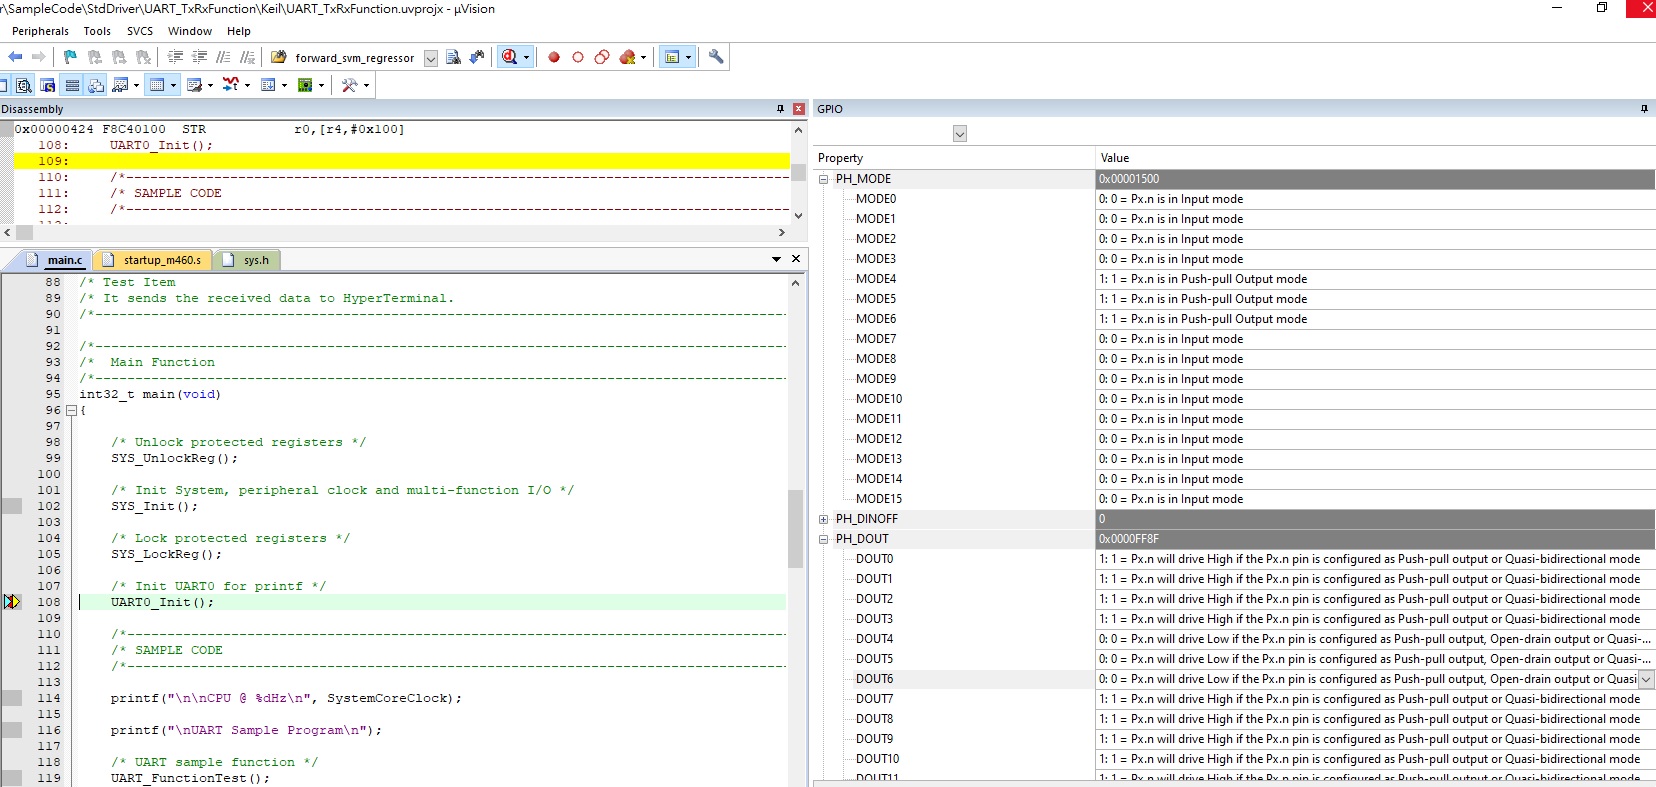 r\SampleCode\StdDriver\UART_TxRxFunction\Keil\UART_TxRxFunction.uvprojx - µVision
Peripherals Tools SVCS Window Help
forward_svm_regressor
Disassembly
0x00000424 F8C40100 STR r0,[r4,#0x100]
108: UART0_Init();
109:
110: /*---------------------------------------------------------------------------------------
111: /* SAMPLE CODE
112: /*---------------------------------------------------------------------------------------
main.c startup_m460.s sys.h
88 /* Test Item
89 /* It sends the received data to HyperTerminal.
90 /*---------------------------------------------------------------------------------------
91
92 /*---------------------------------------------------------------------------------------
93 /* Main Function
94 /*---------------------------------------------------------------------------------------
95 int32_t main(void)
96 {
97
98 /* Unlock protected registers */
99 SYS_UnlockReg();
100
101 /* Init System, peripheral clock and multi-function I/O */
102 SYS_Init();
103
104 /* Lock protected registers */
105 SYS_LockReg();
106
107 /* Init UART0 for printf */
108 UART0_Init();
109
110 /*---------------------------------------------------------------------------------------
111 /* SAMPLE CODE
112 /*---------------------------------------------------------------------------------------
113
114 printf("\n\nCPU @ %dHz\n", SystemCoreClock);
115
116 printf("\nUART Sample Program\n");
117
118 /* UART sample function */
119 UART_FunctionTest();
GPIO
Property Value
PH_MODE 0x00001500
MODE0 0: 0 = Px.n is in Input mode
MODE1 0: 0 = Px.n is in Input mode
MODE2 0: 0 = Px.n is in Input mode
MODE3 0: 0 = Px.n is in Input mode
MODE4 1: 1 = Px.n is in Push-pull Output mode
MODE5 1: 1 = Px.n is in Push-pull Output mode
MODE6 1: 1 = Px.n is in Push-pull Output mode
MODE7 0: 0 = Px.n is in Input mode
MODE8 0: 0 = Px.n is in Input mode
MODE9 0: 0 = Px.n is in Input mode
MODE10 0: 0 = Px.n is in Input mode
MODE11 0: 0 = Px.n is in Input mode
MODE12 0: 0 = Px.n is in Input mode
MODE13 0: 0 = Px.n is in Input mode
MODE14 0: 0 = Px.n is in Input mode
MODE15 0: 0 = Px.n is in Input mode
PH_DINOFF 0
PH_DOUT 0x0000FF8F
DOUT0 1: 1 = Px.n will drive High if the Px.n pin is configured as Push-pull output or Quasi-bidirectional mode
DOUT1 1: 1 = Px.n will drive High if the Px.n pin is configured as Push-pull output or Quasi-bidirectional mode
DOUT2 1: 1 = Px.n will drive High if the Px.n pin is configured as Push-pull output or Quasi-bidirectional mode
DOUT3 1: 1 = Px.n will drive High if the Px.n pin is configured as Push-pull output or Quasi-bidirectional mode
DOUT4 0: 0 = Px.n will drive Low if the Px.n pin is configured as Push-pull output, Open-drain output or Quasi-...
DOUT5 0: 0 = Px.n will drive Low if the Px.n pin is configured as Push-pull output, Open-drain output or Quasi-...
DOUT6 0: 0 = Px.n will drive Low if the Px.n pin is configured as Push-pull output, Open-drain output or Quasi
DOUT7 1: 1 = Px.n will drive High if the Px.n pin is configured as Push-pull output or Quasi-bidirectional mode
DOUT8 1: 1 = Px.n will drive High if the Px.n pin is configured as Push-pull output or Quasi-bidirectional mode
DOUT9 1: 1 = Px.n will drive High if the Px.n pin is configured as Push-pull output or Quasi-bidirectional mode
DOUT10 1: 1 = Px.n will drive High if the Px.n pin is configured as Push-pull output or Quasi-bidirectional mode
DOUT11 1: 1 = Px.n will drive High if the Px.n pin is configured as Push-pull output or Quasi-bidirectional mode